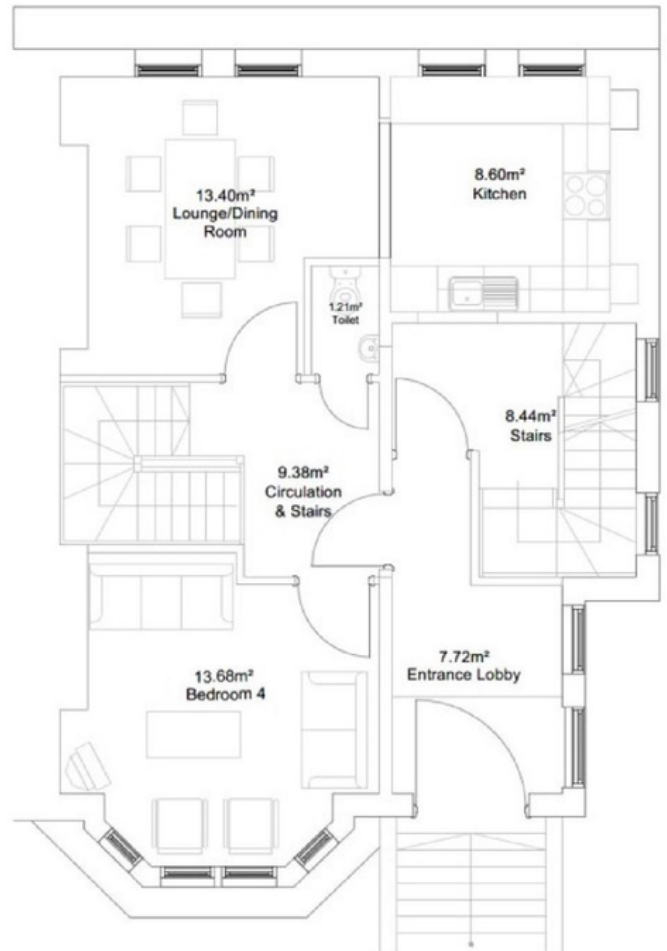 13.40m²
Lounge/Dining
Room
8.60m²
Kitchen
1.21m²
Toilet
8.44m²
Stairs
9.38m²
Circulation
& Stairs
7.72m²
Entrance Lobby
13.68m²
Bedroom 4